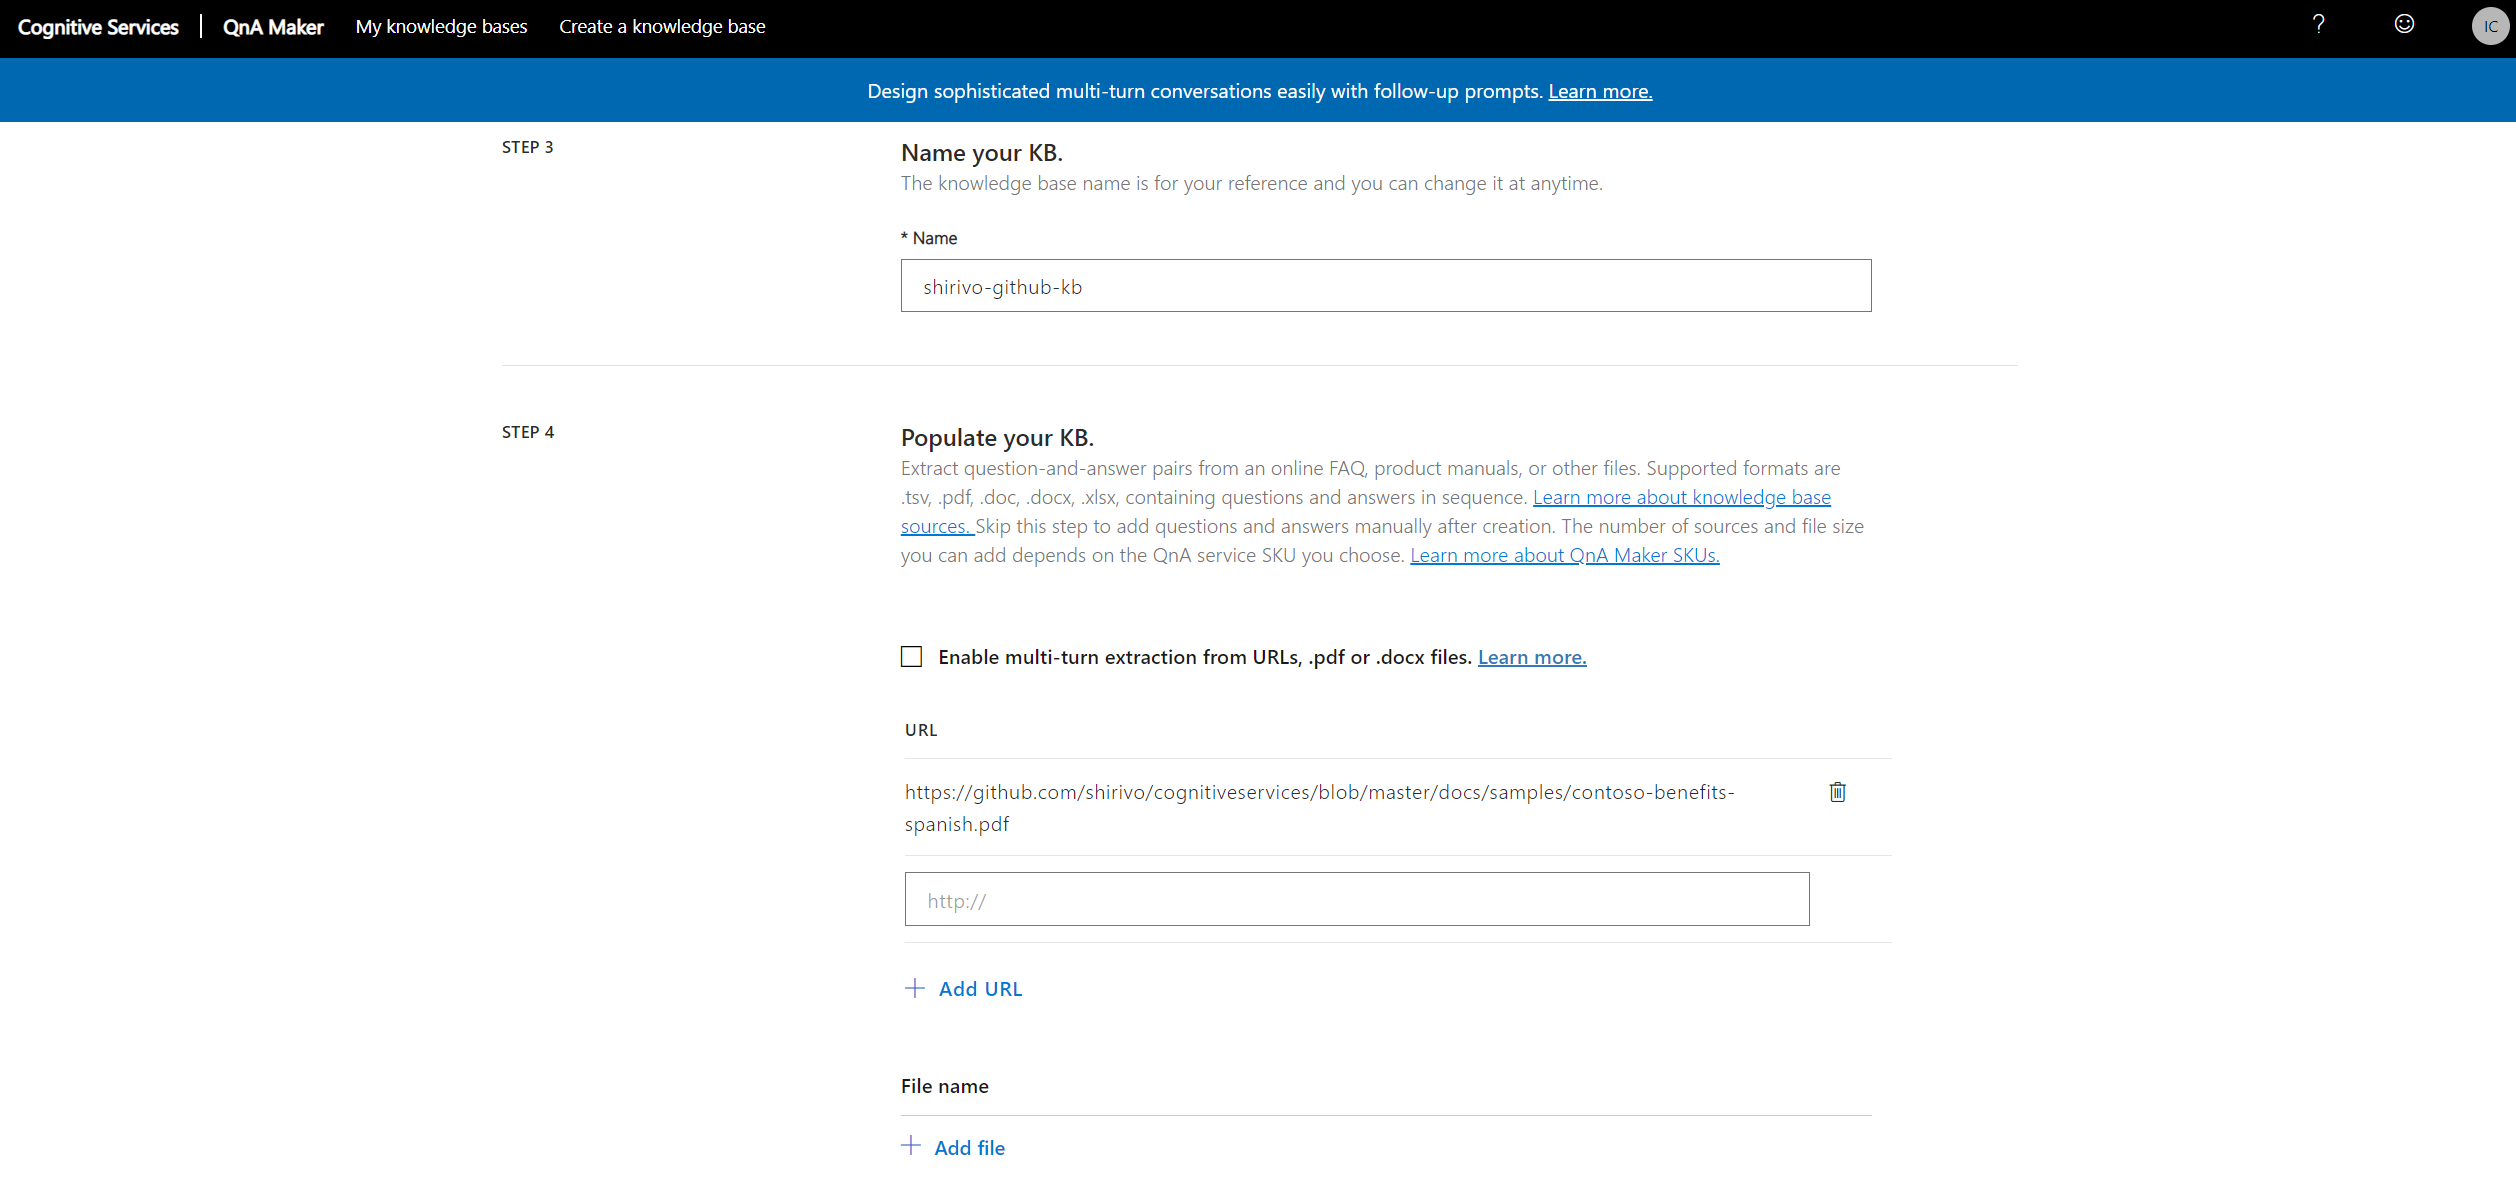 Cognitive Services | QnA Maker My knowledge bases Create a knowledge base ? IC
Design sophisticated multi-turn conversations easily with follow-up prompts. Learn more.
STEP 3
Name your KB.
The knowledge base name is for your reference and you can change it at anytime.
* Name
shirivo-github-kb
STEP 4
Populate your KB.
Extract question-and-answer pairs from an online FAQ, product manuals, or other files. Supported formats are
.tsv, .pdf, .doc, .docx, .xlsx, containing questions and answers in sequence. Learn more about knowledge base
sources. Skip this step to add questions and answers manually after creation. The number of sources and file size
you can add depends on the QnA service SKU you choose. Learn more about QnA Maker SKUs.
Enable multi-turn extraction from URLs, .pdf or .docx files. Learn more.
URL
https://github.com/shirivo/cognitiveservices/blob/master/docs/samples/contoso-benefits-
spanish.pdf
http://
+ Add URL
File name
+ Add file